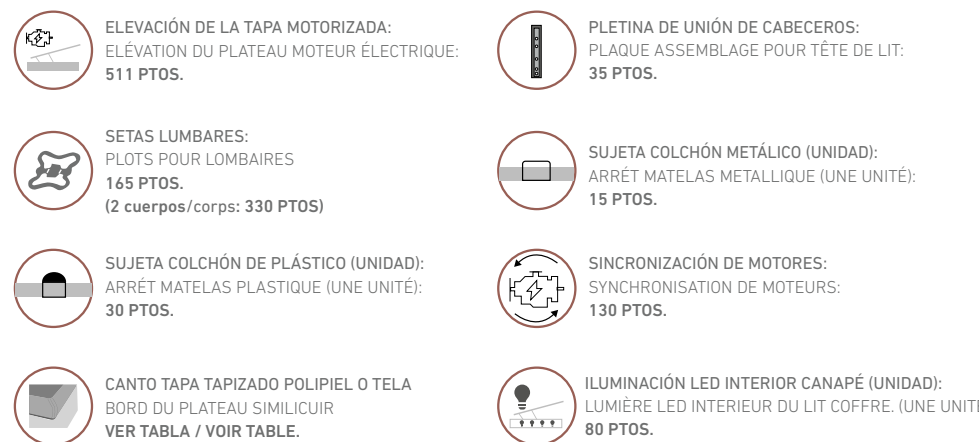 ELEVACIÓN DE LA TAPA MOTORIZADA:
ELÉVATION DU PLATEAU MOTEUR ÉLECTRIQUE:
511 PTOS.
SETAS LUMBARES:
PLOTS POUR LOMBAIRES
165 PTOS.
(2 cuerpos/corps: 330 PTOS)
SUJETA COLCHÓN DE PLÁSTICO (UNIDAD):
ARRÉT MATELAS PLASTIQUE (UNE UNITÉ):
30 PTOS.
CANTO TAPA TAPIZADO POLIPIEL O TELA
BORD DU PLATEAU SIMILICUIR
VER TABLA / VOIR TABLE.
PLETINA DE UNIÓN DE CABECEROS:
PLAQUE ASSEMBLAGE POUR TÊTE DE LIT:
35 PTOS.
SUJETA COLCHÓN METÁLICO (UNIDAD):
ARRÉT MATELAS METALLIQUE (UNE UNITÉ):
15 PTOS.
SINCRONIZACIÓN DE MOTORES:
SYNCHRONISATION DE MOTEURS:
130 PTOS.
ILUMINACIÓN LED INTERIOR CANAPÉ (UNIDAD):
LUMIÈRE LED INTERIEUR DU LIT COFFRE. (UNE UNIT
80 PTOS.